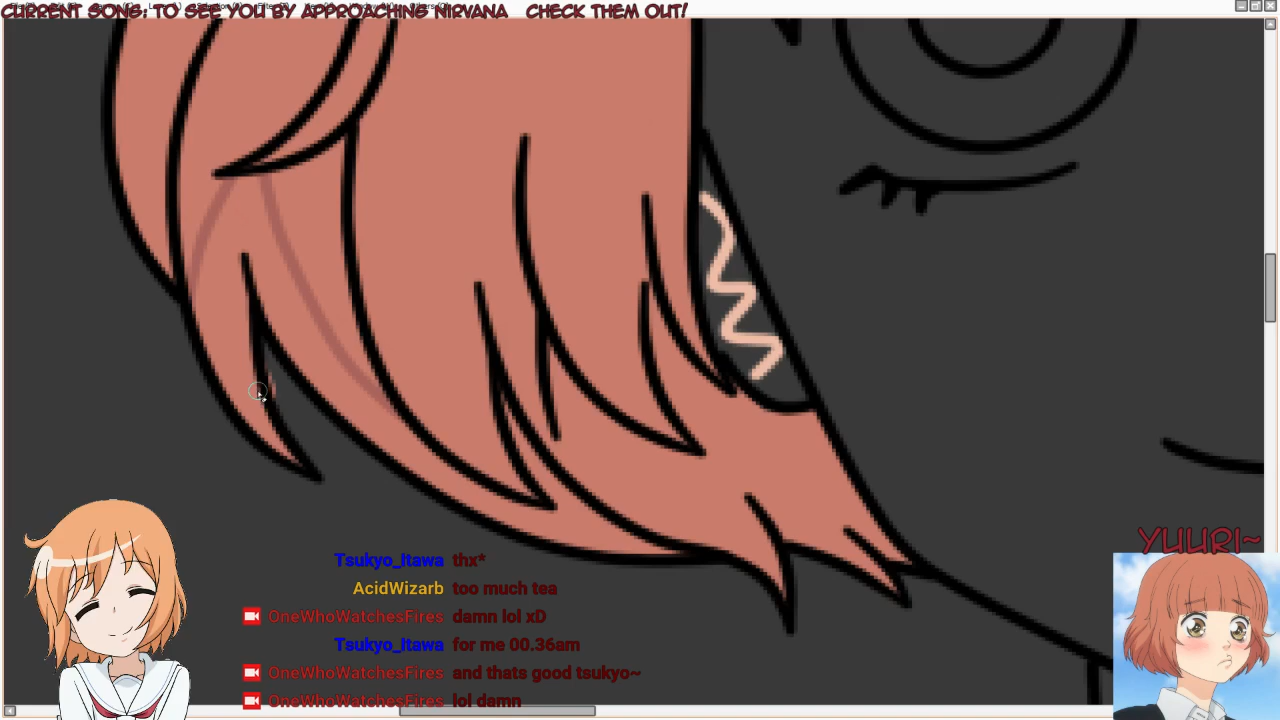 CURRENT SONG: TO SEE YOU BY APPROACHING NIRVANA   CHECK THEM OUT!
YUURI~
Tsukyo_Itawa thx*
AcidWizarb too much tea
OneWhoWatchesFires damn lol xD
Tsukyo_Itawa for me 00.36am
OneWhoWatchesFires and thats good tsukyo~
OneWhoWatchesFires lol damn